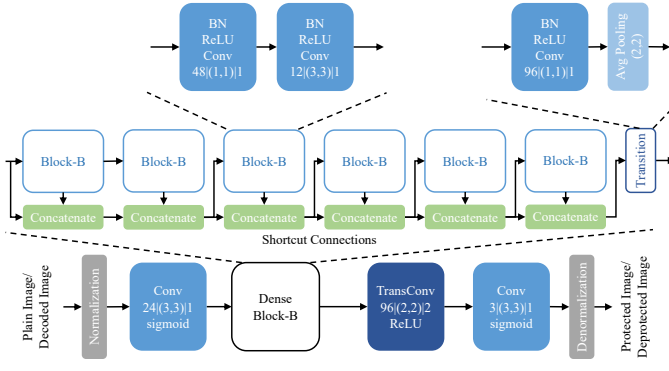 BN
ReLU
Conv
48|(1,1)|1
BN
ReLU
Conv
12|(3,3)|1
BN
ReLU
Conv
96|(1,1)|1
Avg Pooling
(2,2)
Block-B
Block-B
Block-B
Block-B
Block-B
Block-B
Transition
Concatenate
Concatenate
Concatenate
Concatenate
Concatenate
Concatenate
Shortcut Connections
Plain Image/
Decoded Image
Normalization
Conv
24|(3,3)|1
sigmoid
Dense
Block-B
TransConv
96|(2,2)|2
ReLU
Conv
3|(3,3)|1
sigmoid
Denormalization
Protected Image/
Deprotected Image